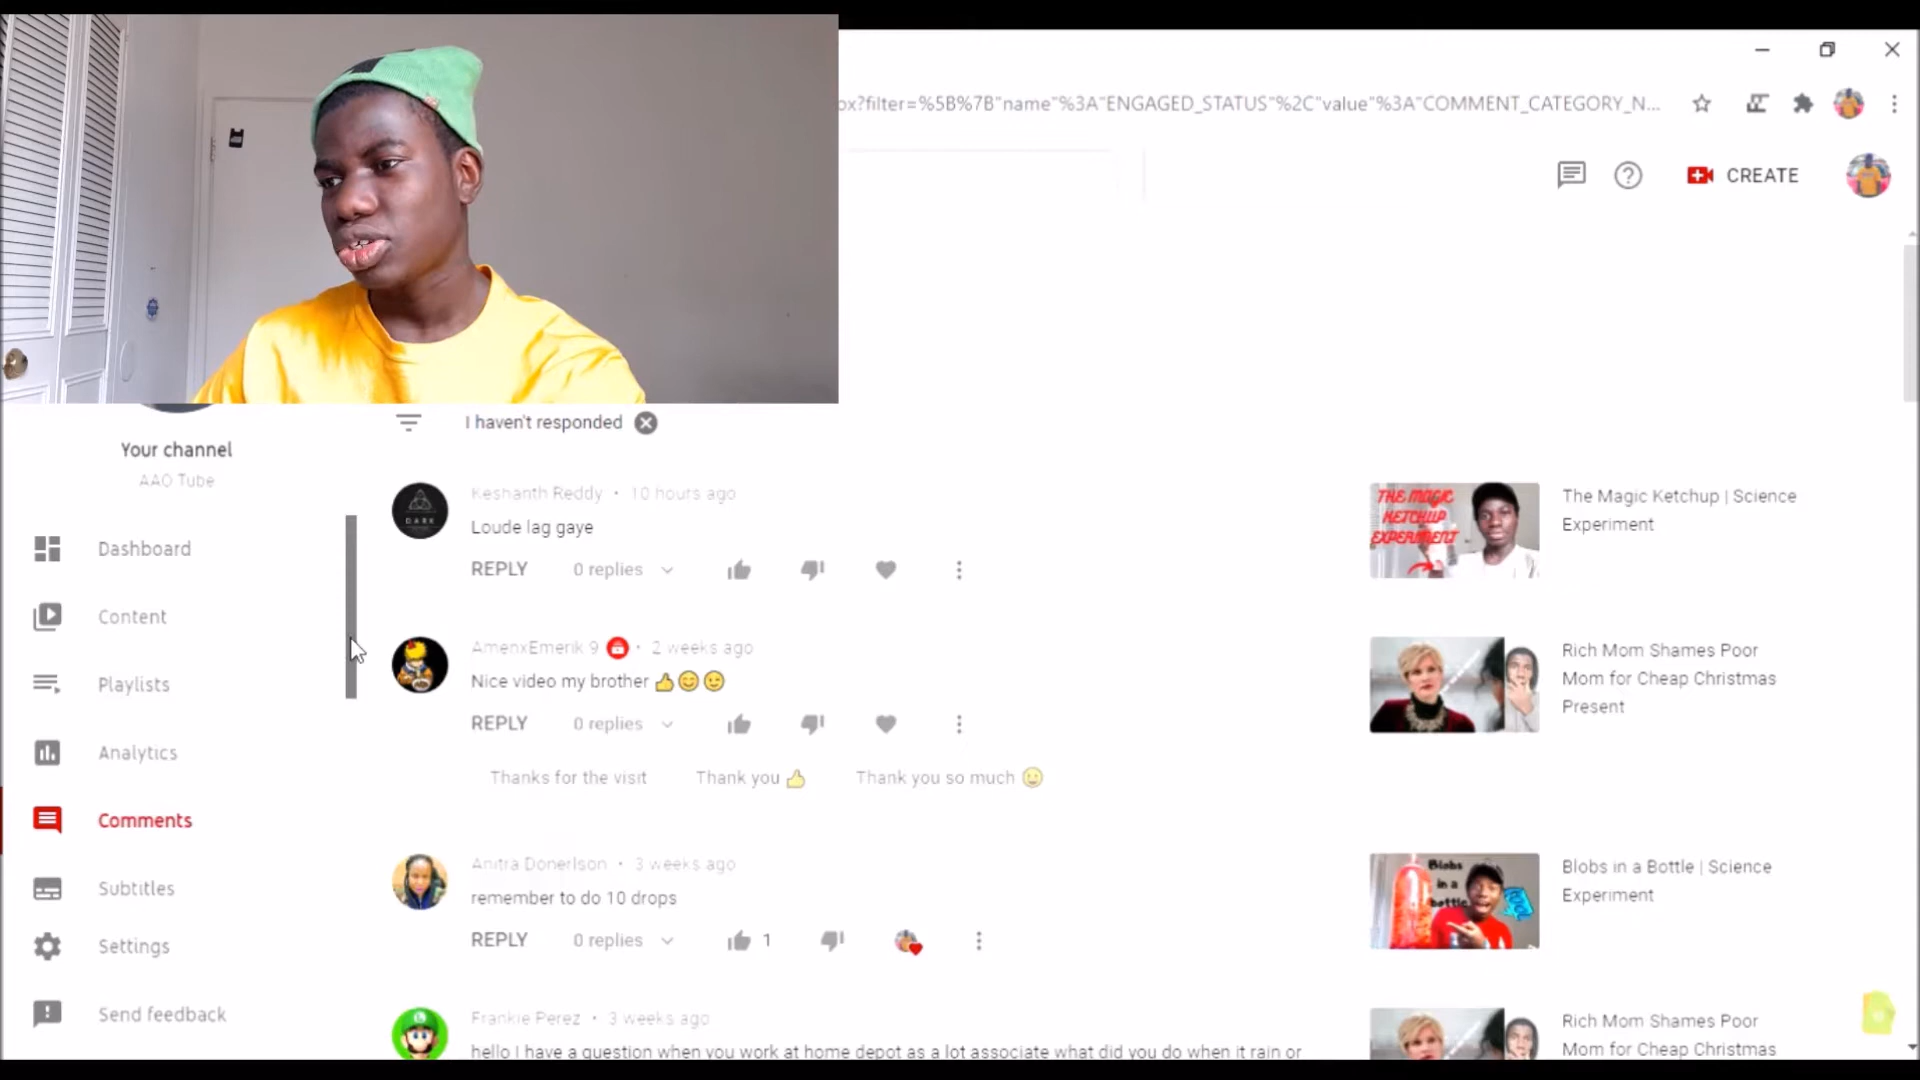 ox?filter=%5B%7B"name"%3A"ENGAGED_STATUS"%2C"value"%3A"COMMENT_CATEGORY_N...
CREATE
I haven't responded
Your channel
AAO Tube
Dashboard
Content
Playlists
Analytics
Comments
Subtitles
Settings
Send feedback
Keshanth Reddy • 10 hours ago
Loude lag gaye
REPLY 0 replies
DARK
THE MAGIC
KETCHUP
EXPERIMENT
The Magic Ketchup | Science
Experiment
AmenxEmerik 9 • 2 weeks ago
Nice video my brother 👍😊😉
REPLY 0 replies
Thanks for the visit Thank you 👍 Thank you so much 🙂
Rich Mom Shames Poor
Mom for Cheap Christmas
Present
Anitra Donerlson • 3 weeks ago
remember to do 10 drops
REPLY 0 replies 1
Blobs
in a
bottle
Blobs in a Bottle | Science
Experiment
Frankie Perez • 3 weeks ago
hello I have a question when you work at home depot as a lot associate what did you do when it rain or
Rich Mom Shames Poor
Mom for Cheap Christmas